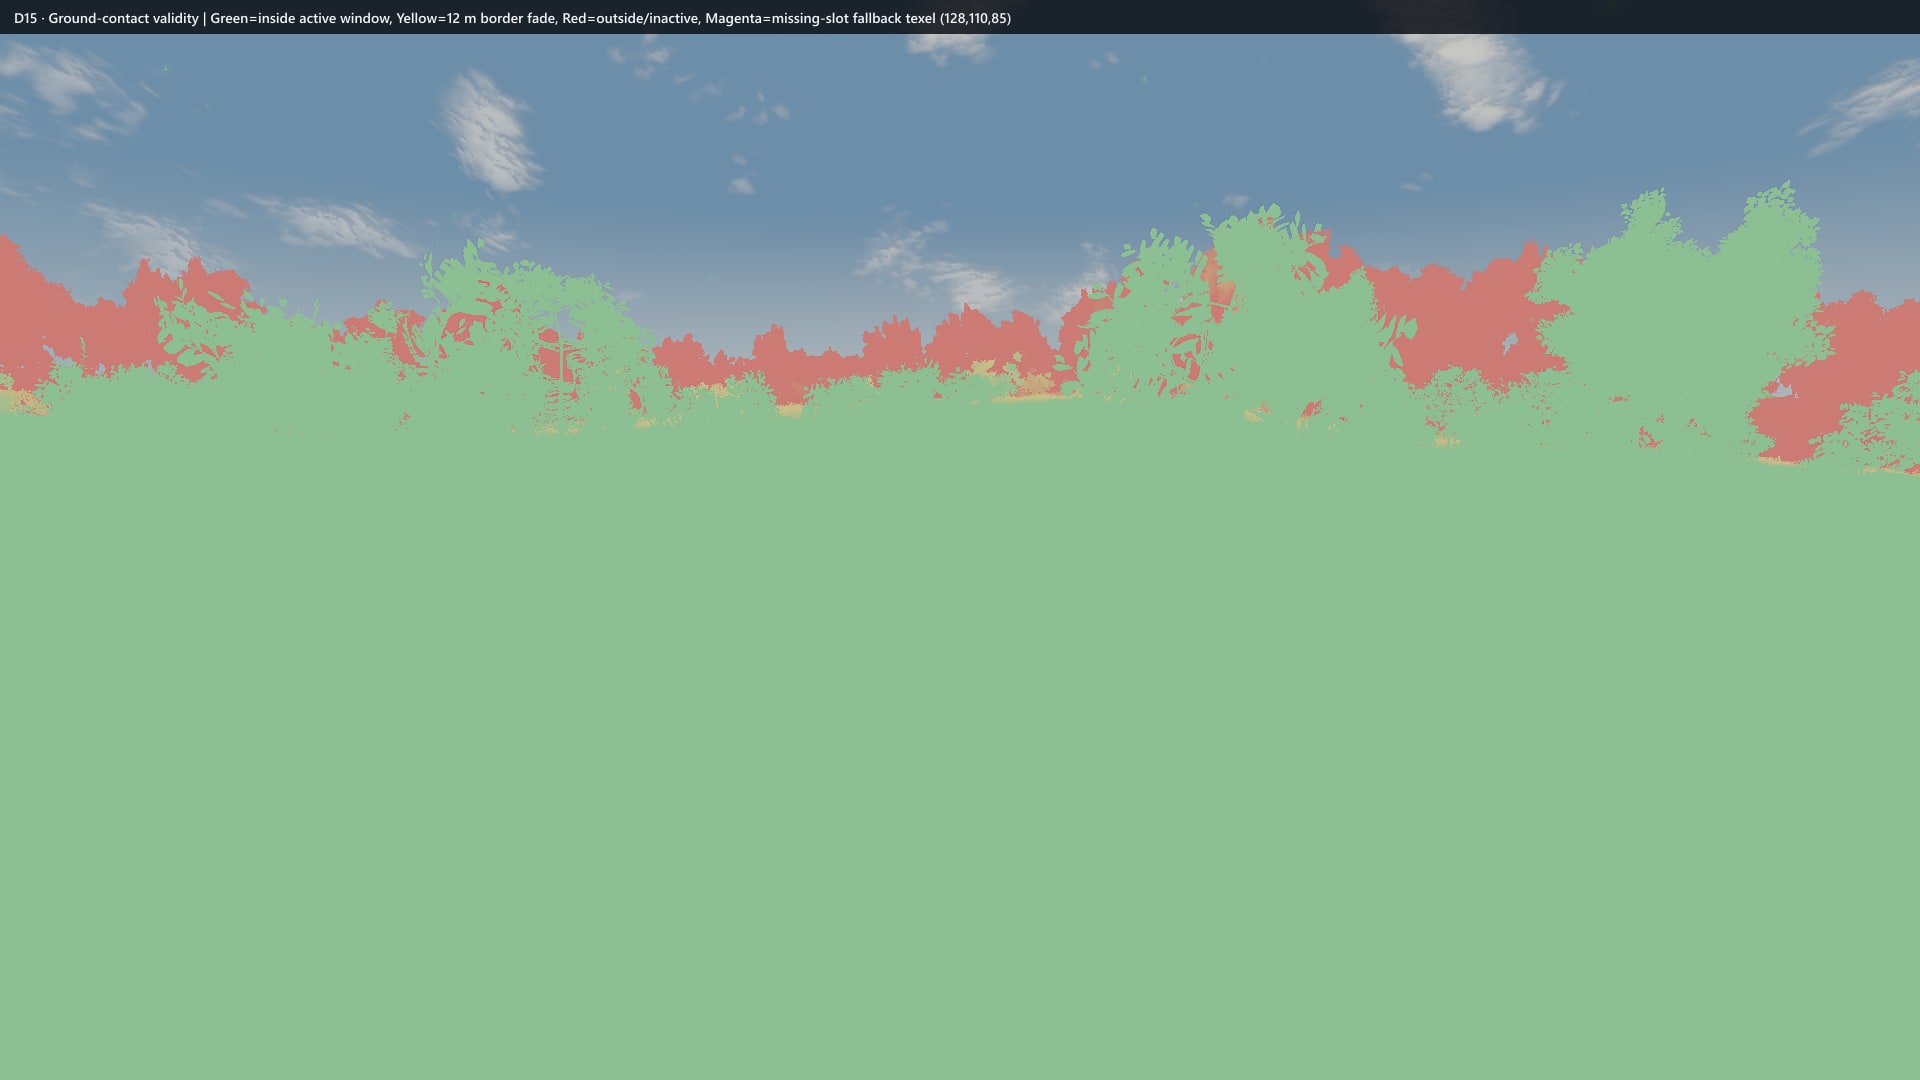 D15 · Ground-contact validity | Green=inside active window, Yellow=12 m border fade, Red=outside/inactive, Magenta=missing-slot fallback texel (128,110,85)